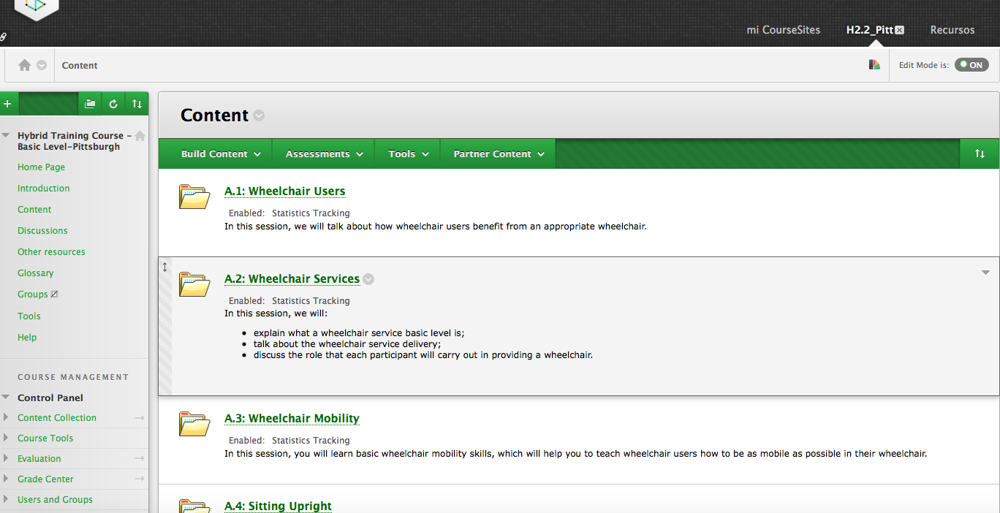 mi CourseSites
H2.2_Pitt
Recursos
Content
Edit Mode is:
ON
Hybrid Training Course -
Basic Level-Pittsburgh
Home Page
Introduction
Content
Discussions
Other resources
Glossary
Groups
Tools
Help
COURSE MANAGEMENT
Control Panel
Content Collection
Course Tools
Evaluation
Grade Center
Users and Groups
Content
Build Content
Assessments
Tools
Partner Content
A.1: Wheelchair Users
Enabled: Statistics Tracking
In this session, we will talk about how wheelchair users benefit from an appropriate wheelchair.
A.2: Wheelchair Services
Enabled: Statistics Tracking
In this session, we will:
• explain what a wheelchair service basic level is;
• talk about the wheelchair service delivery;
• discuss the role that each participant will carry out in providing a wheelchair.
A.3: Wheelchair Mobility
Enabled: Statistics Tracking
In this session, you will learn basic wheelchair mobility skills, which will help you to teach wheelchair users how to be as mobile as possible in their wheelchair.
A.4: Sitting Upright